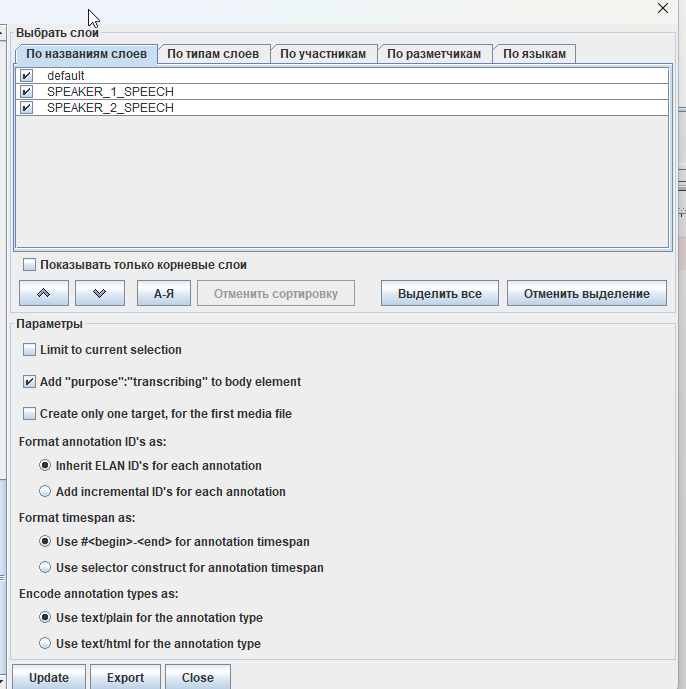 Выбрать слои
По названиям слоев По типам слоев По участникам По разметчикам По языкам
default
SPEAKER_1_SPEECH
SPEAKER_2_SPEECH
Показывать только корневые слои
А-Я Отменить сортировку Выделить все Отменить выделение
Параметры
Limit to current selection
Add "purpose":"transcribing" to body element
Create only one target, for the first media file
Format annotation ID's as:
Inherit ELAN ID's for each annotation
Add incremental ID's for each annotation
Format timespan as:
Use #<begin>-<end> for annotation timespan
Use selector construct for annotation timespan
Encode annotation types as:
Use text/plain for the annotation type
Use text/html for the annotation type
Update Export Close